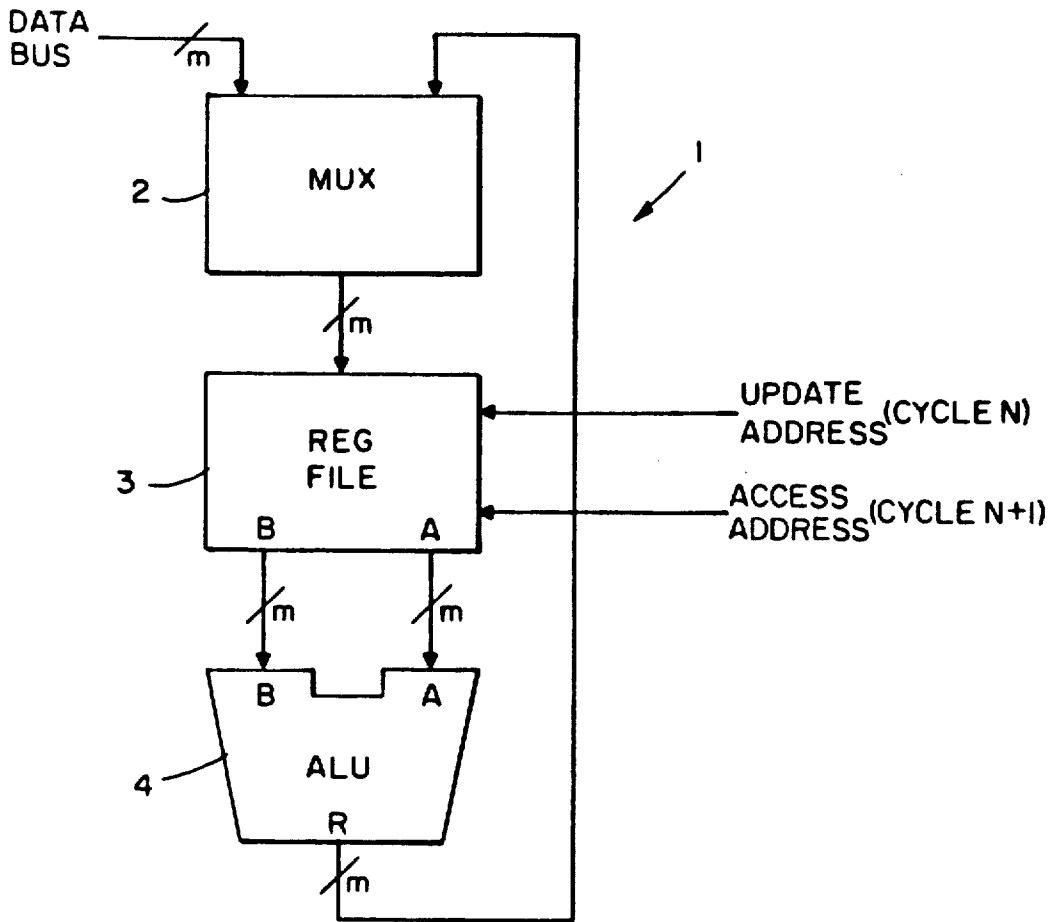 DATA
BUS
m
1
2
MUX
m
UPDATE
ADDRESS (CYCLE N)
REG
FILE
3
ACCESS
ADDRESS (CYCLE N+1)
B A
m m
B A
ALU
4
R
m